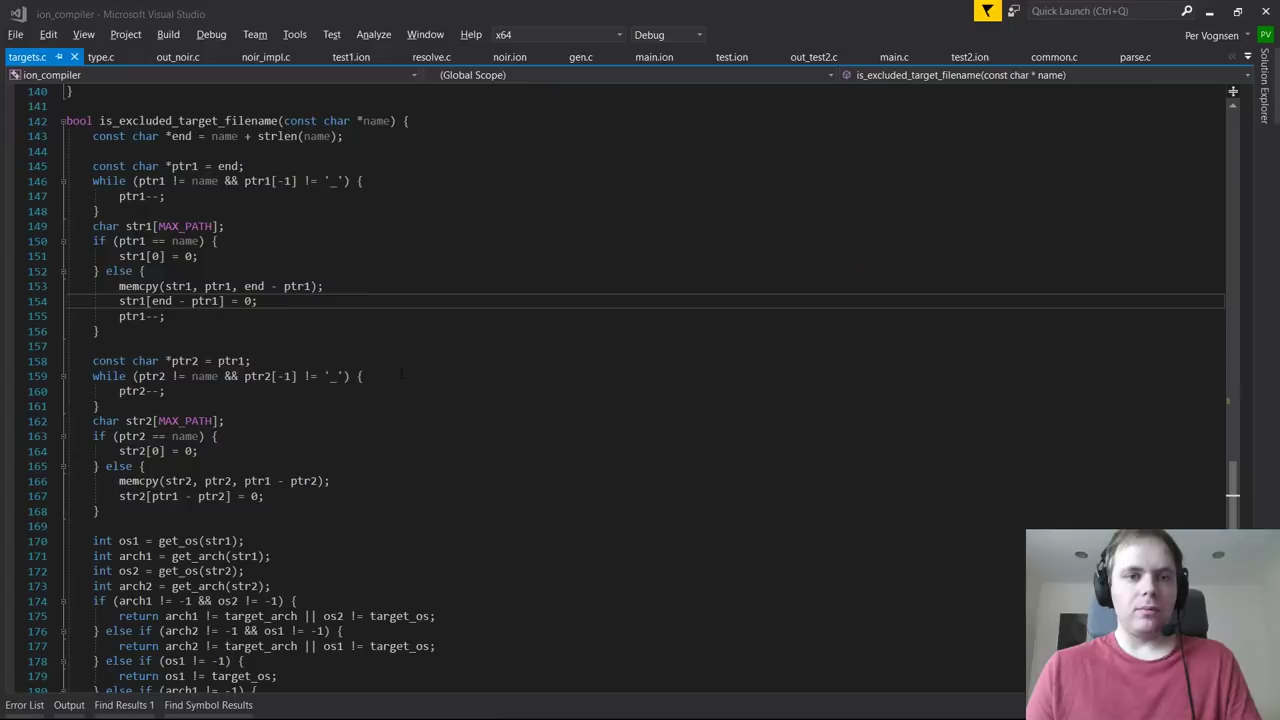 ion_compiler - Microsoft Visual Studio
Quick Launch (Ctrl+Q)
File Edit View Project Build Debug Team Tools Test Analyze Window Help x64 Debug Per Vognsen PV
targets.c type.c out_noir.c noir_impl.c test1.ion resolve.c noir.ion gen.c main.ion test.ion out_test2.c main.c test2.ion common.c parse.c
ion_compiler (Global Scope) is_excluded_target_filename(const char * name)
Solution Explorer
140 }
141
142 bool is_excluded_target_filename(const char *name) {
143 const char *end = name + strlen(name);
144
145 const char *ptr1 = end;
146 while (ptr1 != name && ptr1[-1] != '_') {
147 ptr1--;
148 }
149 char str1[MAX_PATH];
150 if (ptr1 == name) {
151 str1[0] = 0;
152 } else {
153 memcpy(str1, ptr1, end - ptr1);
154 str1[end - ptr1] = 0;
155 ptr1--;
156 }
157
158 const char *ptr2 = ptr1;
159 while (ptr2 != name && ptr2[-1] != '_') {
160 ptr2--;
161 }
162 char str2[MAX_PATH];
163 if (ptr2 == name) {
164 str2[0] = 0;
165 } else {
166 memcpy(str2, ptr2, ptr1 - ptr2);
167 str2[ptr1 - ptr2] = 0;
168 }
169
170 int os1 = get_os(str1);
171 int arch1 = get_arch(str1);
172 int os2 = get_os(str2);
173 int arch2 = get_arch(str2);
174 if (arch1 != -1 && os2 != -1) {
175 return arch1 != target_arch || os2 != target_os;
176 } else if (arch2 != -1 && os1 != -1) {
177 return arch2 != target_arch || os1 != target_os;
178 } else if (os1 != -1) {
179 return os1 != target_os;
180 } else if (arch1 != -1) {
Error List Output Find Results 1 Find Symbol Results